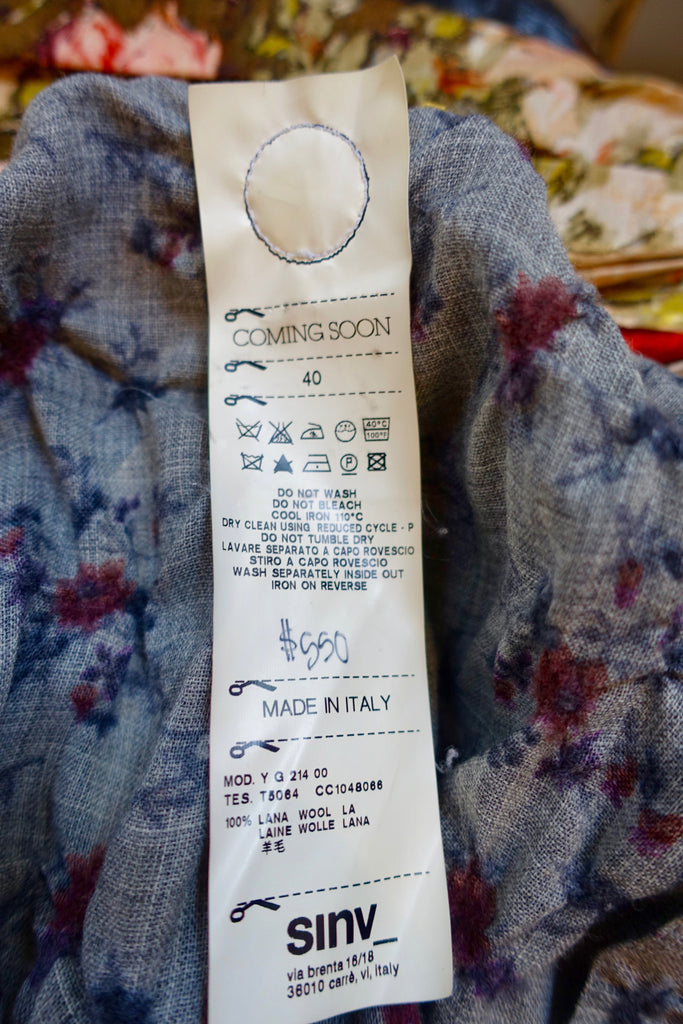 COMING SOON
40
40°C
100°F
P
DO NOT WASH
DO NOT BLEACH
COOL IRON 110°C
DRY CLEAN USING REDUCED CYCLE - P
DO NOT TUMBLE DRY
LAVARE SEPARATO A CAPO ROVESCIO
STIRO A CAPO ROVESCIO
WASH SEPARATELY INSIDE OUT
IRON ON REVERSE
$550
MADE IN ITALY
MOD. Y G 214 00
TES. T5064 CC1048066
100% LANA WOOL LA
LAINE WOLLE LANA
羊毛
sinv_
via brenta 16/18
36010 carrè, vi, italy